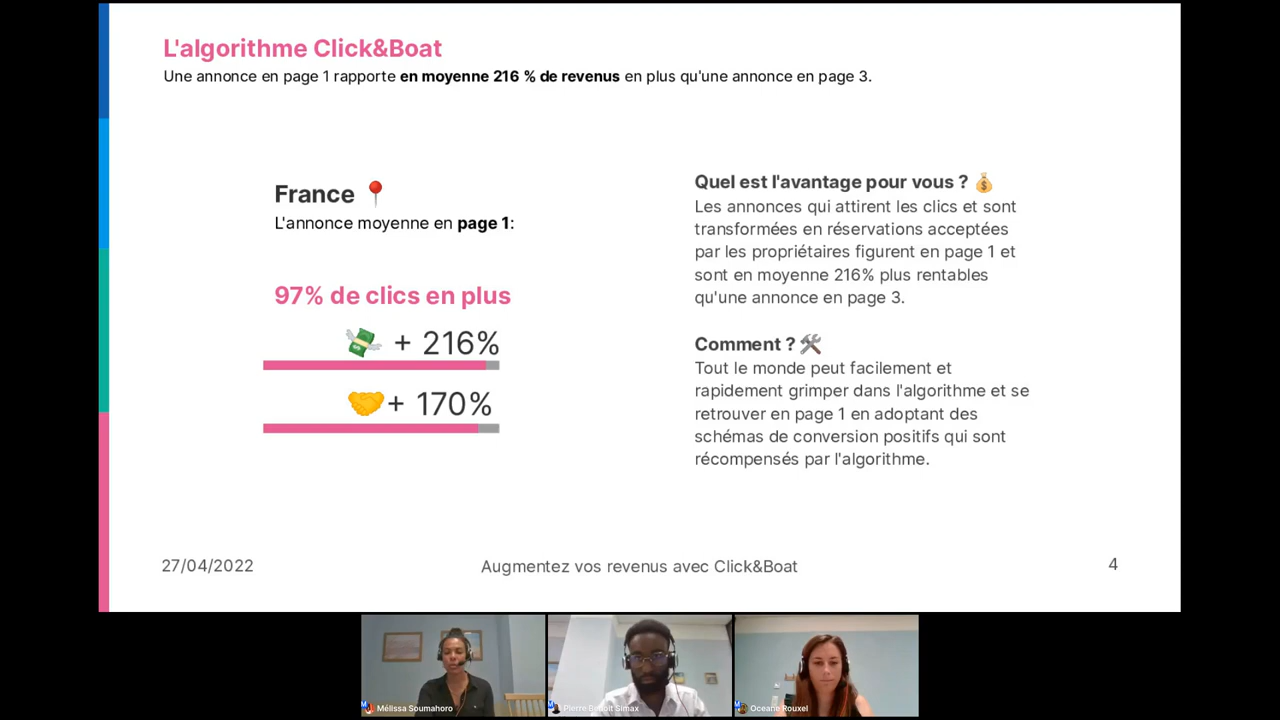 L'algorithme Click&Boat
Une annonce en page 1 rapporte en moyenne 216 % de revenus en plus qu'une annonce en page 3.
France
L'annonce moyenne en page 1:
97% de clics en plus
+ 216%
+ 170%
Quel est l'avantage pour vous ?
Les annonces qui attirent les clics et sont
transformées en réservations acceptées
par les propriétaires figurent en page 1 et
sont en moyenne 216% plus rentables
qu'une annonce en page 3.
Comment ?
Tout le monde peut facilement et
rapidement grimper dans l'algorithme et se
retrouver en page 1 en adoptant des
schémas de conversion positifs qui sont
récompensés par l'algorithme.
27/04/2022
Augmentez vos revenus avec Click&Boat
4
Mélissa Soumahoro
Pierre Benoit Simax
Oceane Rouxel